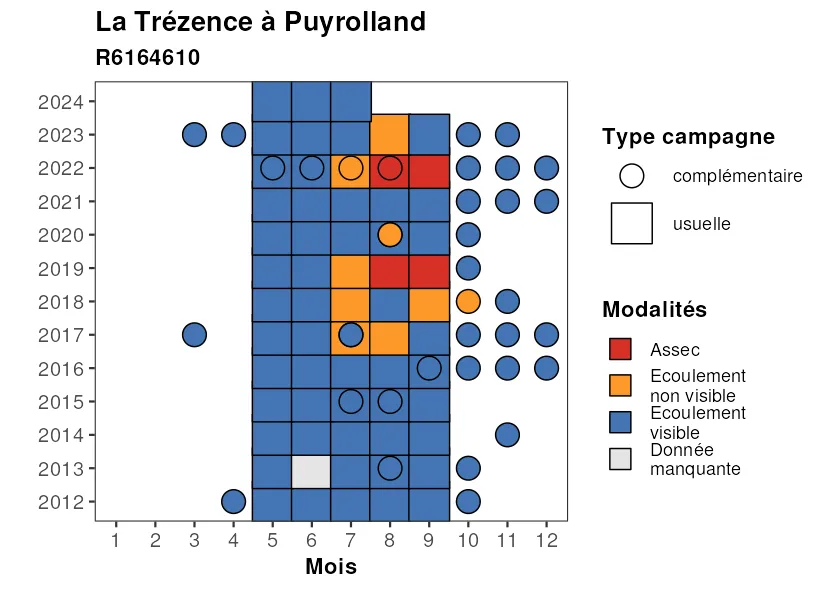 La Trézence à Puyrolland
R6164610
2024
2023
2022
2021
2020
2019
2018
2017
2016
2015
2014
2013
2012
1 2 3 4 5 6 7 8 9 10 11 12
Mois
Type campagne
complémentaire
usuelle
Modalités
Assec
Ecoulement
non visible
Ecoulement
visible
Donnée
manquante